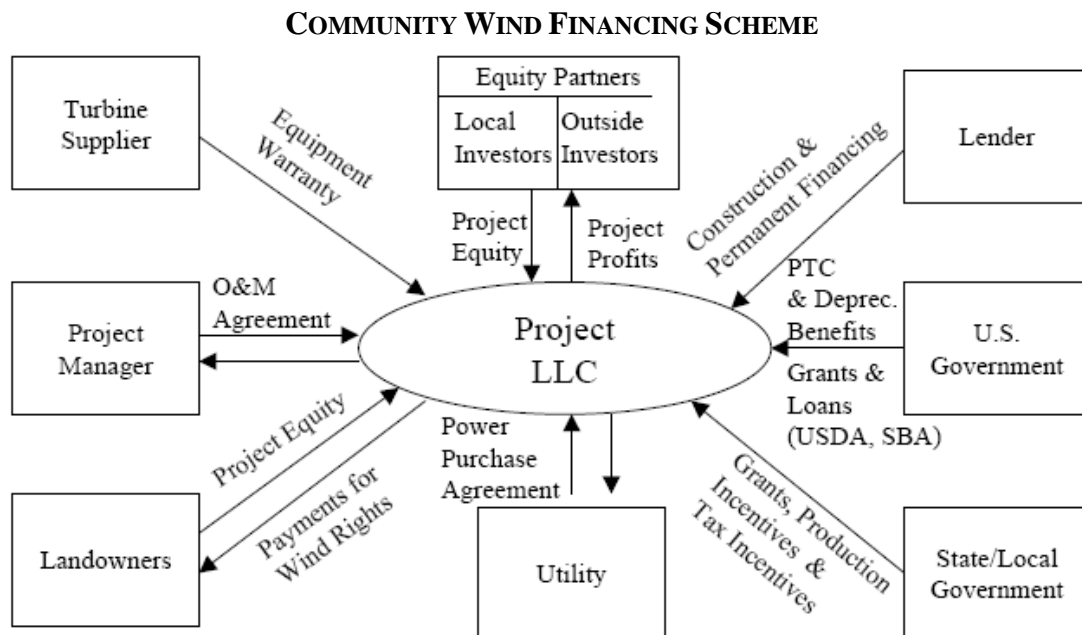 COMMUNITY WIND FINANCING SCHEME
Turbine
Supplier
Equipment
Warranty
Equity Partners
Local
Investors
Outside
Investors
Project
Equity
Project
Profits
Construction &
Permanent Financing
Lender
Project
Manager
O&M
Agreement
Project
LLC
PTC
& Deprec.
Benefits
Grants &
Loans
(USDA, SBA)
U.S.
Government
Landowners
Project Equity
Payments for
Wind Rights
Power
Purchase
Agreement
Utility
Grants, Production
Incentives &
Tax Incentives
State/Local
Government